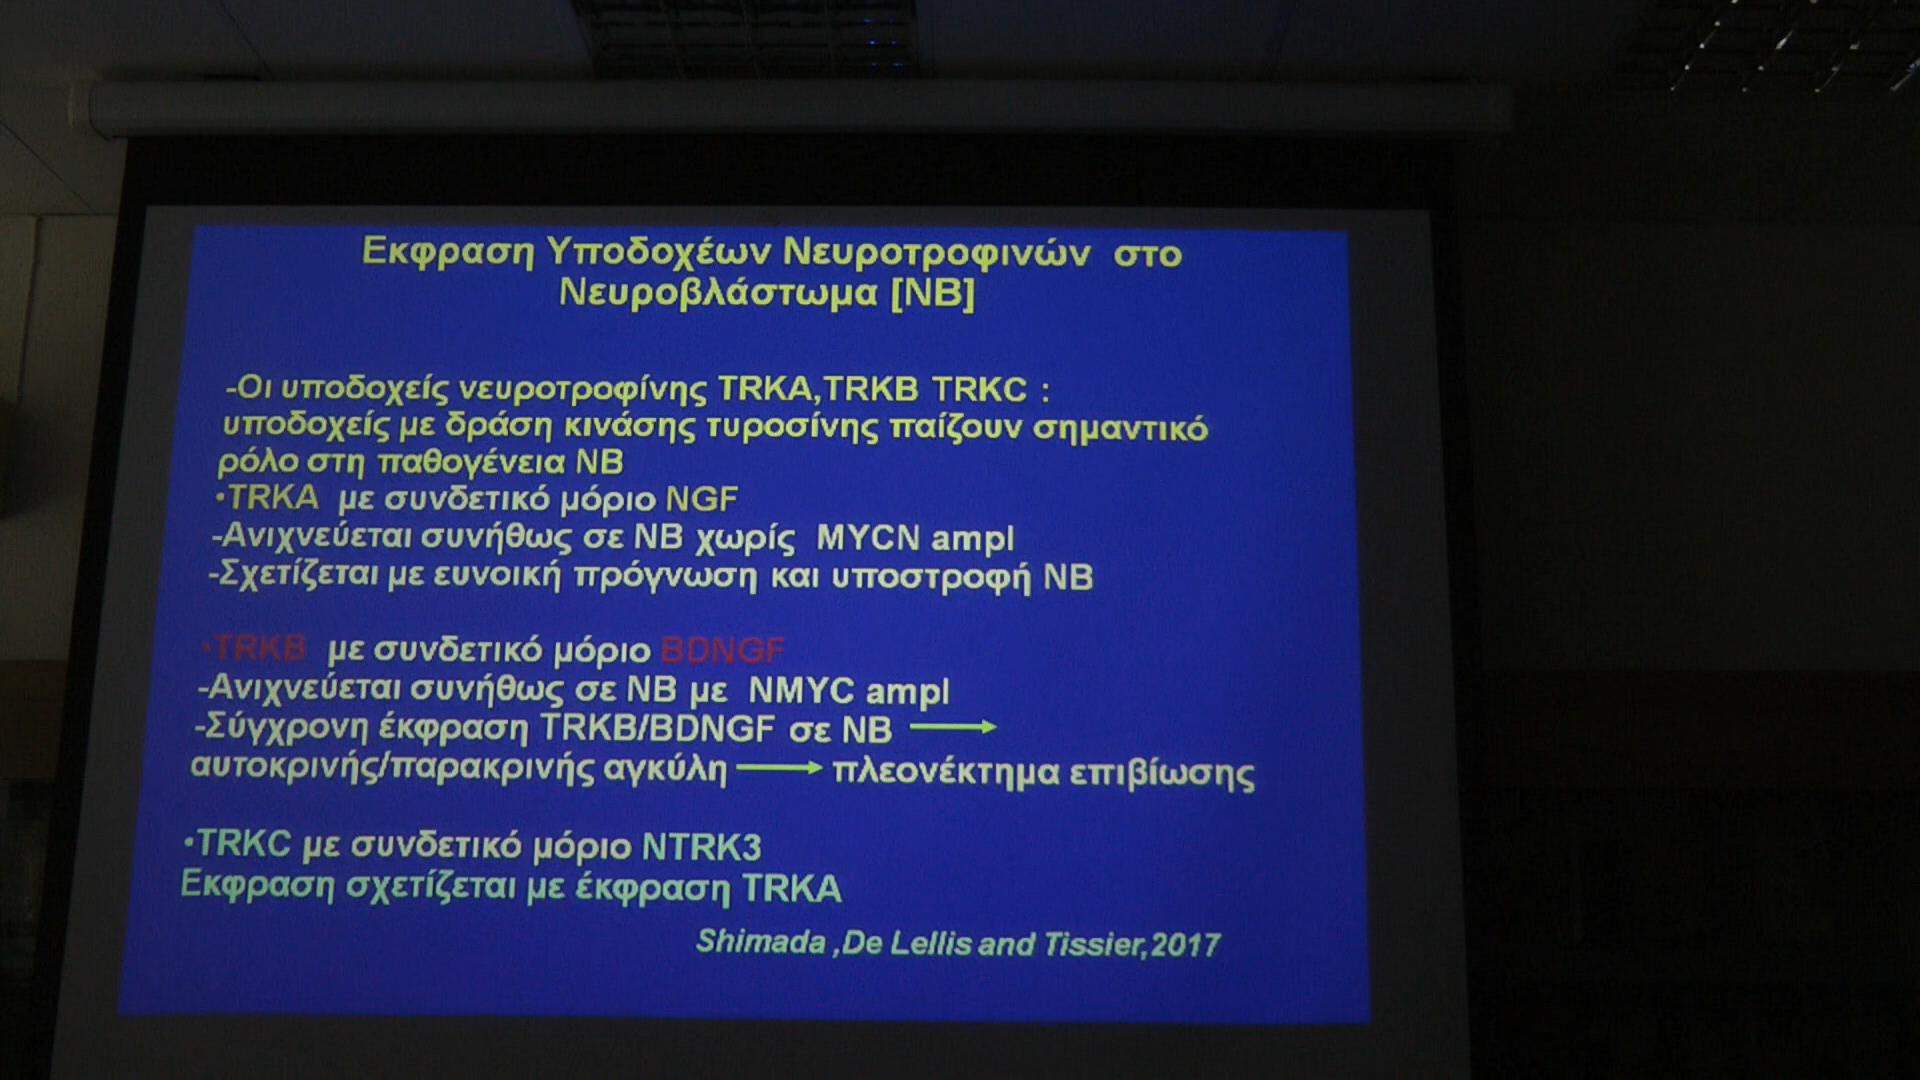 Εκφραση Υποδοχέων Νευροτροφινών στο
Νευροβλάστωμα [NB]
-Οι υποδοχείς νευροτροφίνης TRKA,TRKB TRKC :
υποδοχείς με δράση κινάσης τυροσίνης παίζουν σημαντικό
ρόλο στη παθογένεια NB
•TRKA με συνδετικό μόριο NGF
-Ανιχνεύεται συνήθως σε NB χωρίς MYCN ampl
-Σχετίζεται με ευνοική πρόγνωση και υποστροφή NB
•TRKB με συνδετικό μόριο BDNGF
-Ανιχνεύεται συνήθως σε NB με NMYC ampl
-Σύγχρονη έκφραση TRKB/BDNGF σε NB →
αυτοκρινής/παρακρινής αγκύλη → πλεονέκτημα επιβίωσης
•TRKC με συνδετικό μόριο NTRK3
Εκφραση σχετίζεται με έκφραση TRKA
Shimada ,De Lellis and Tissier,2017